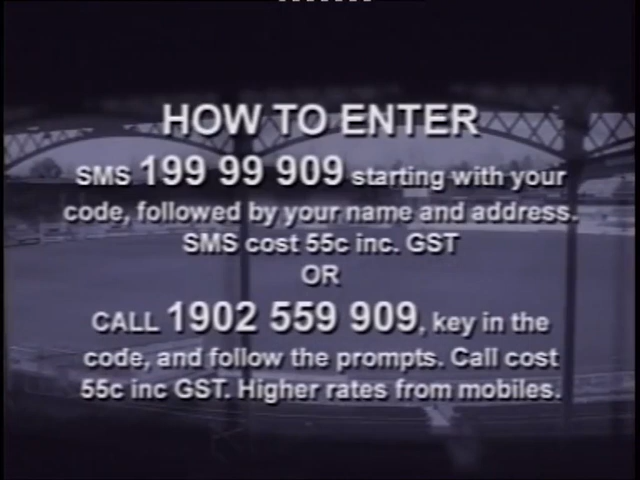 HOW TO ENTER
SMS 199 99 909 starting with your
code, followed by your name and address.
SMS cost 55c inc. GST
OR
CALL 1902 559 909, key in the
code, and follow the prompts. Call cost
55c inc GST. Higher rates from mobiles.